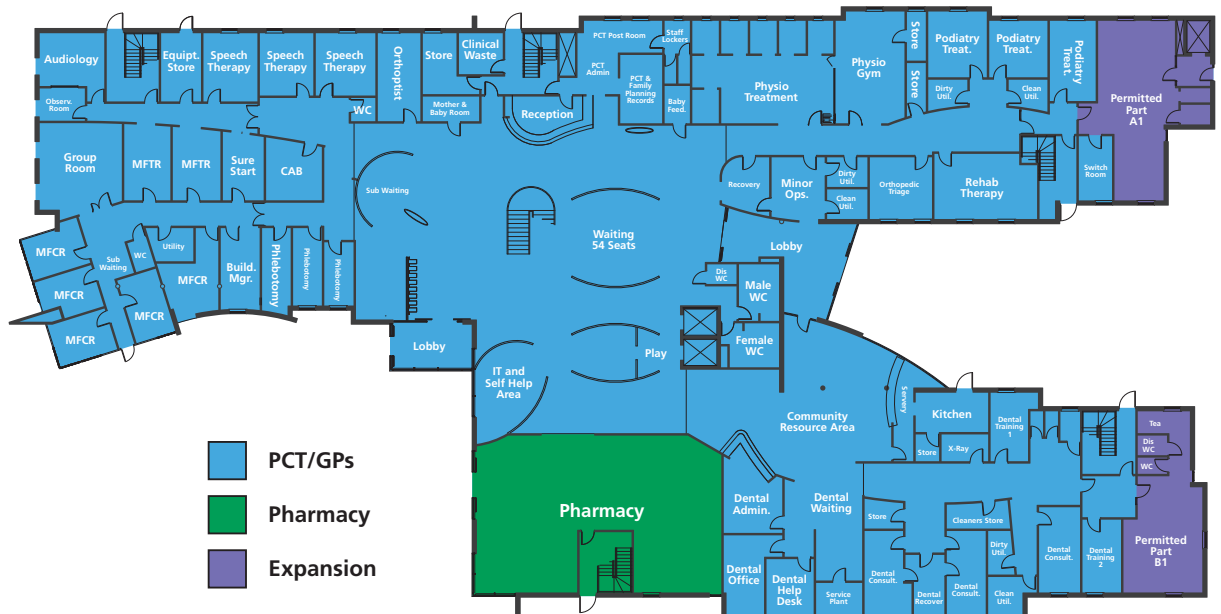 Audiology
Equipt.
Store
Speech
Therapy
Speech
Therapy
Speech
Therapy
Orthoptist
Store
Clinical
Waste
PCT Post Room
Staff
Lockers
PCT
Admin
PCT &
Family
Planning
Records
Baby
Feed.
Physio
Treatment
Physio
Gym
Store
Store
Podiatry
Treat.
Podiatry
Treat.
Podiatry
Treat.
Dirty
Util.
Clean
Util.
Permitted
Part
A1
Observ.
Room
WC
Mother &
Baby Room
Reception
Group
Room
MFTR
MFTR
Sure
Start
CAB
Sub Waiting
Recovery
Minor
Ops.
Dirty
Util.
Clean
Util.
Orthopedic
Triage
Rehab
Therapy
Switch
Room
Waiting
54 Seats
Lobby
MFCR
Sub
Waiting
WC
Utility
MFCR
Build.
Mgr.
Phlebotomy
Phlebotomy
Phlebotomy
MFCR
MFCR
MFCR
Dis
WC
Male
WC
Female
WC
Lobby
Play
IT and
Self Help
Area
Community
Resource Area
Servery
Kitchen
Dental
Training
1
Store
X-Ray
Tea
Dis
WC
WC
PCT/GPs
Pharmacy
Expansion
Pharmacy
Dental
Admin.
Dental
Waiting
Store
Cleaners Store
Dirty
Util.
Dental
Consult.
Dental
Training
2
Permitted
Part
B1
Dental
Office
Dental
Help
Desk
Service
Plant
Dental
Consult.
Dental
Recover
Dental
Consult.
Clean
Util.